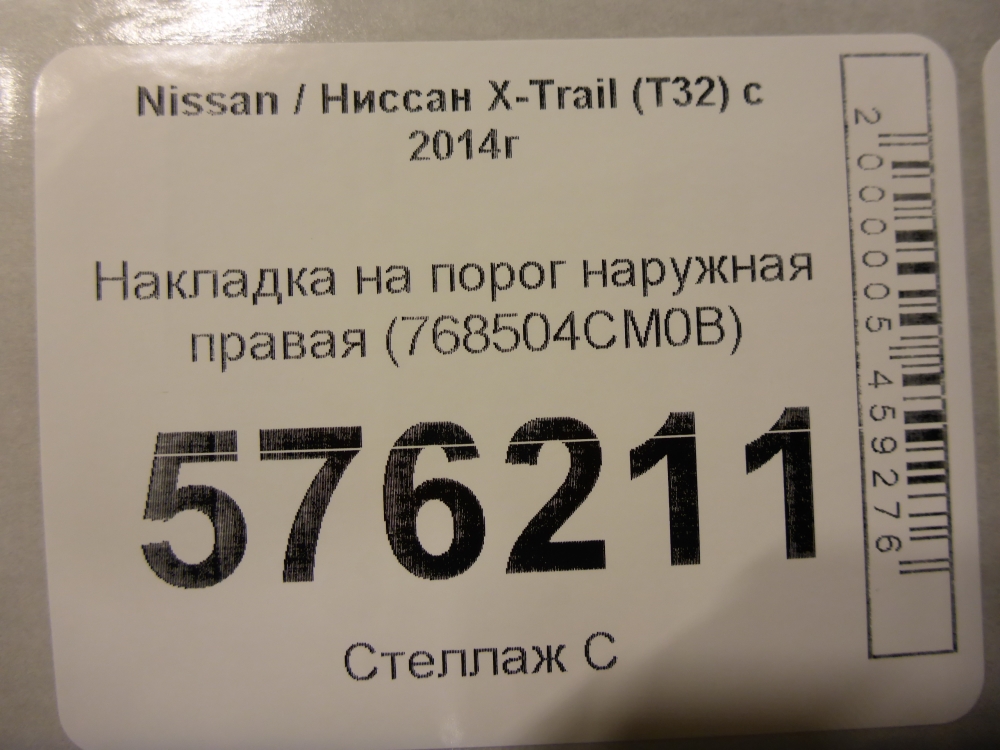 Nissan / Ниссан X-Trail (T32) с
2014г
Накладка на порог наружная
правая (768504CM0B)
576211
Стеллаж С
2000005459276